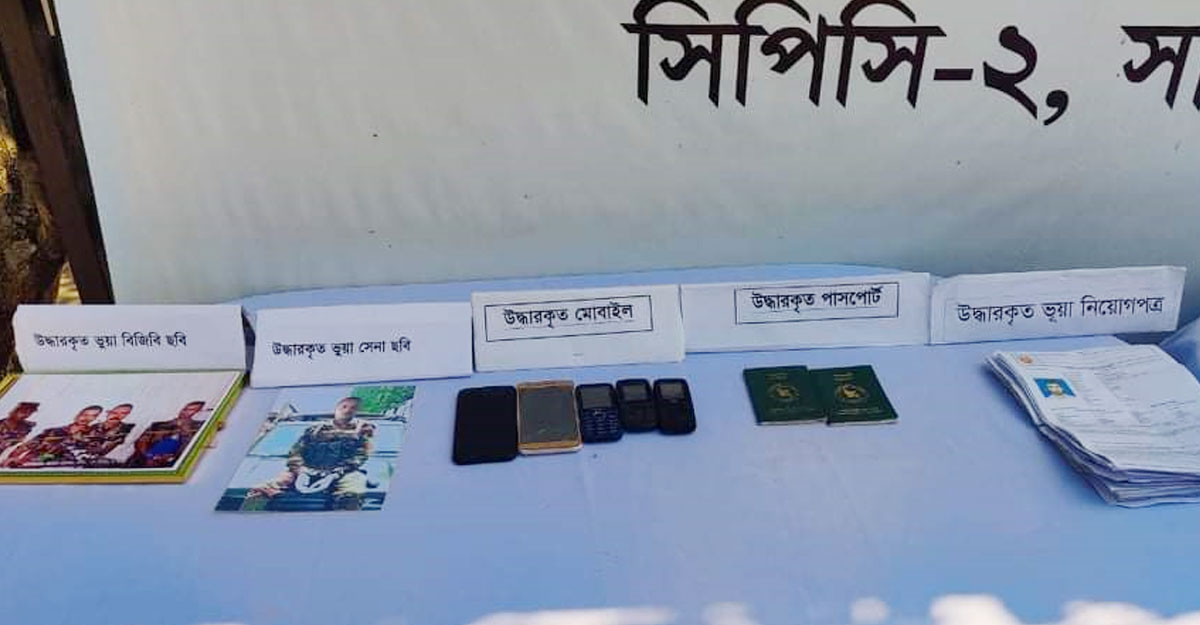 সিপিসি-২, সা
উদ্ধারকৃত ভূয়া বিজিবি ছবি
উদ্ধারকৃত ভূয়া সেনা ছবি
উদ্ধারকৃত মোবাইল
উদ্ধারকৃত পাসপোর্ট
উদ্ধারকৃত ভূয়া নিয়োগপত্র